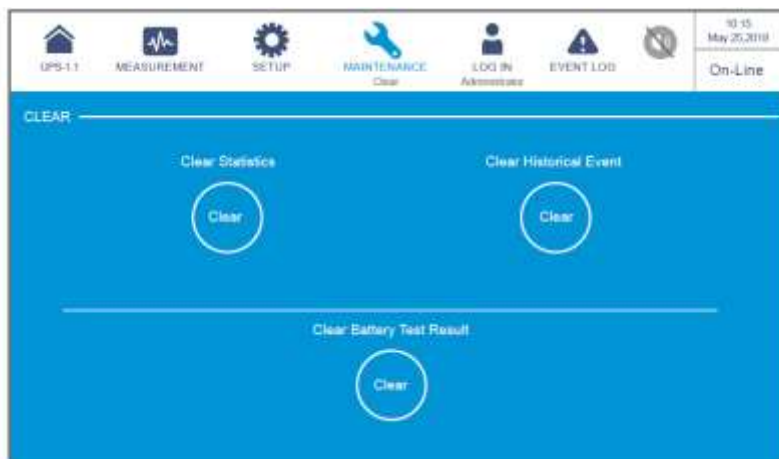 10:15
May 25,2018
UPS-1.1
MEASUREMENT
SETUP
MAINTENANCE
Clear
LOG IN
Administrator
EVENT LOG
On-Line
CLEAR
Clear Statistics
Clear Historical Event
Clear
Clear
Clear Battery Test Result
Clear